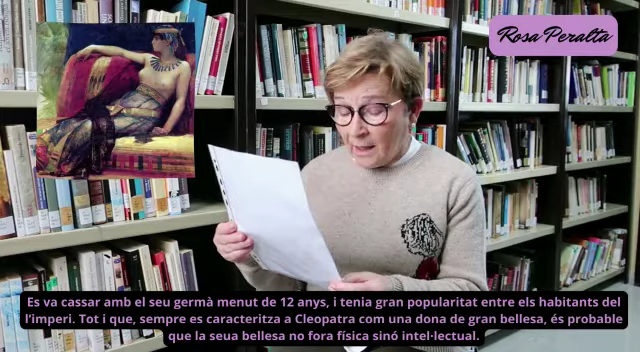 Rosa Peralta
Es va cassar amb el seu germà menut de 12 anys, i tenia gran popularitat entre els habitants del
l'imperi. Tot i que, sempre es caracteritza a Cleopatra com una dona de gran bellesa, és probable
que la seua bellesa no fora física sinó intel·lectual.